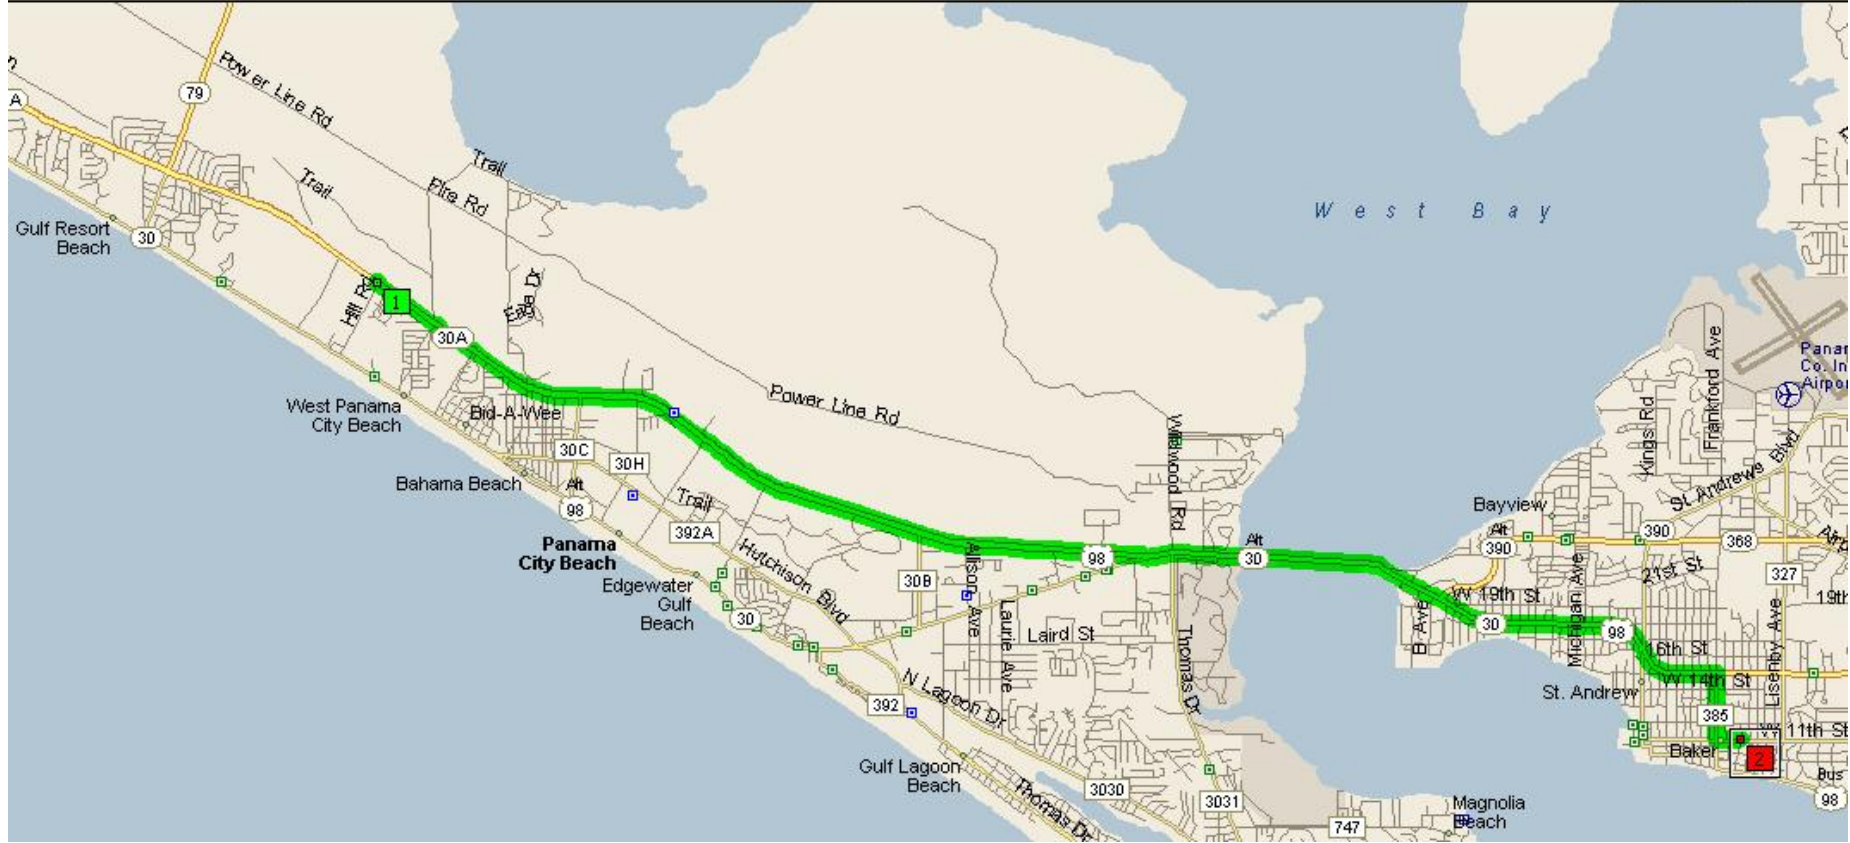 Power Line Rd
79
A
Trail
Trail
Fire Rd
Gulf Resort
Beach
30
Hill Rd
1
Eagle Dr
30A
West Bay
Panama
City Beach
West Panama
City Beach
Bid-A-Wee
Bahama Beach
30C
30H
Alt
98
Trail
392A
Power Line Rd
Wildwood Rd
Hutchison Blvd
Edgewater
Gulf
Beach
30
30B
Allison Ave
Laurie Ave
Laird St
98
Alt
30
Thomas Dr
392
N Lagoon Dr
Gulf Lagoon
Beach
Thomas Dr
3030
3031
747
Magnolia
Beach
Kings Rd
Frankford Ave
Panar
Co. In
Airpor
St Andrews Blvd
Bayview
Alt
390
390
368
Airp
21st St
327
19th
W 19th St
B Ave
Michigan Ave
30
98
16th St
W 14th St
Lisenby Ave
St. Andrew
385
11th St
Baker
2
Bus
98